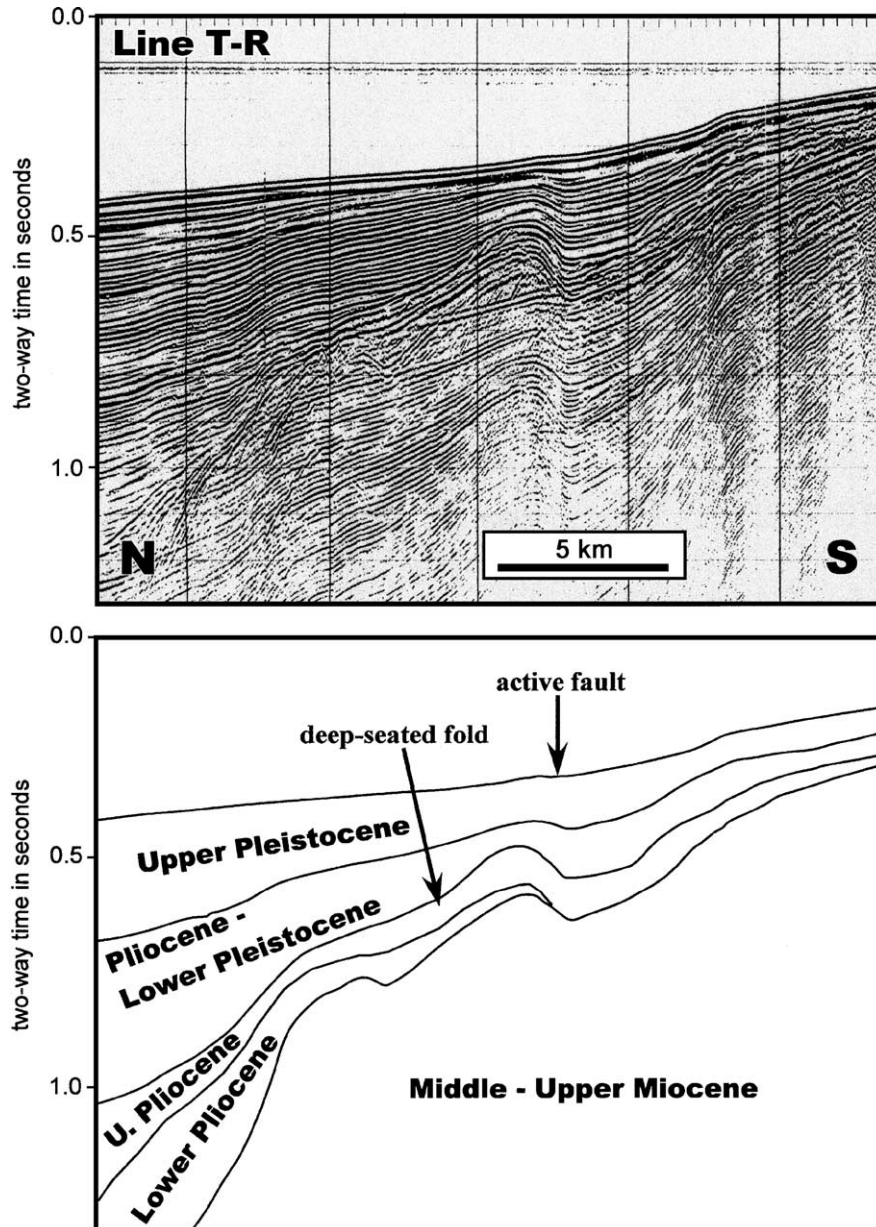 0.0
Line T-R
two-way time in seconds
0.5
1.0
N
5 km
S
0.0
active fault
deep-seated fold
two-way time in seconds
Upper Pleistocene
0.5
Pliocene -
Lower Pleistocene
1.0
U. Pliocene
Lower Pliocene
Middle - Upper Miocene